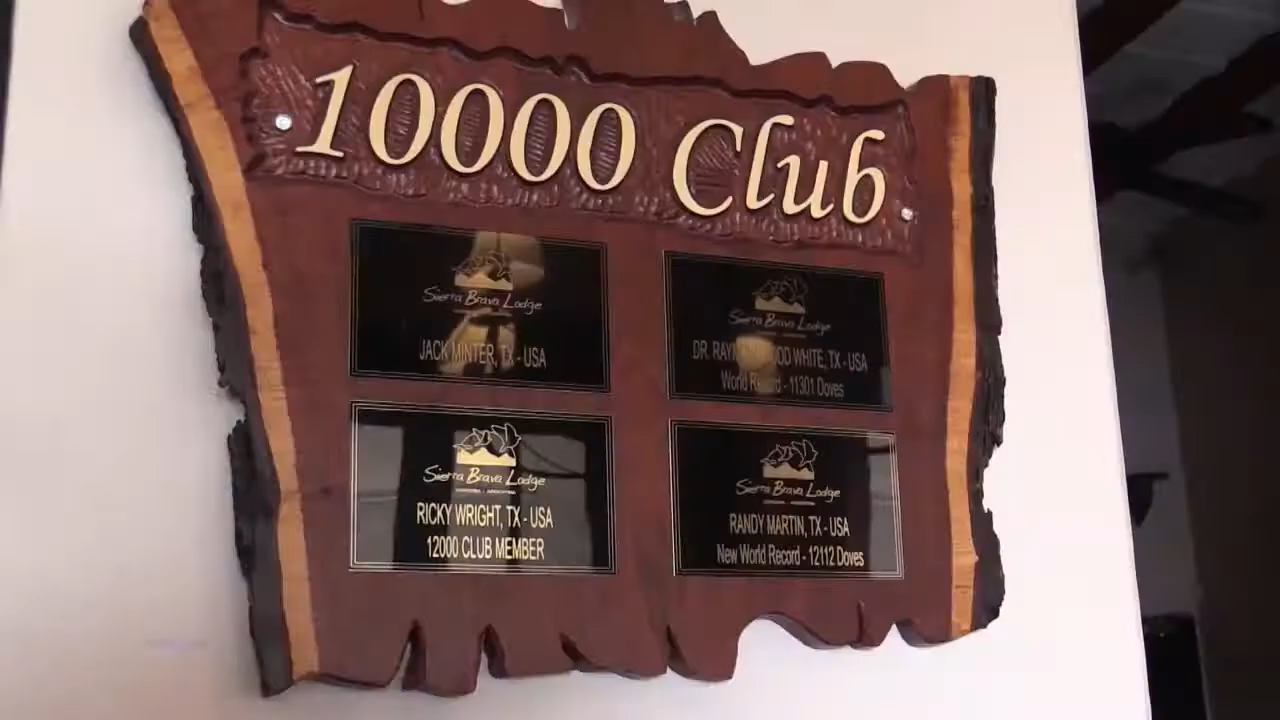 10000 Club
Sierra Brava Lodge
JACK MINTER, TX - USA
Sierra Brava Lodge
DR. WHITE, TX - USA
World Record - 11301 Doves
Sierra Brava Lodge
RICKY WRIGHT, TX - USA
12000 CLUB MEMBER
Sierra Brava Lodge
RANDY MARTIN, TX - USA
New World Record - 12112 Doves